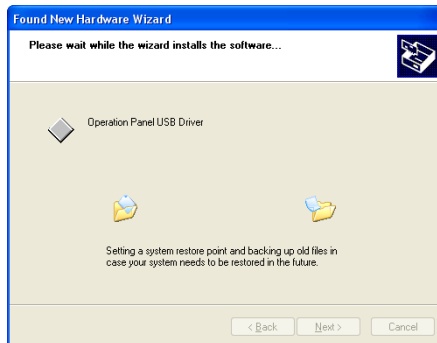 Found New Hardware Wizard
Please wait while the wizard installs the software...
Operation Panel USB Driver
Setting a system restore point and backing up old files in
case your system needs to be restored in the future.
< Back Next > Cancel